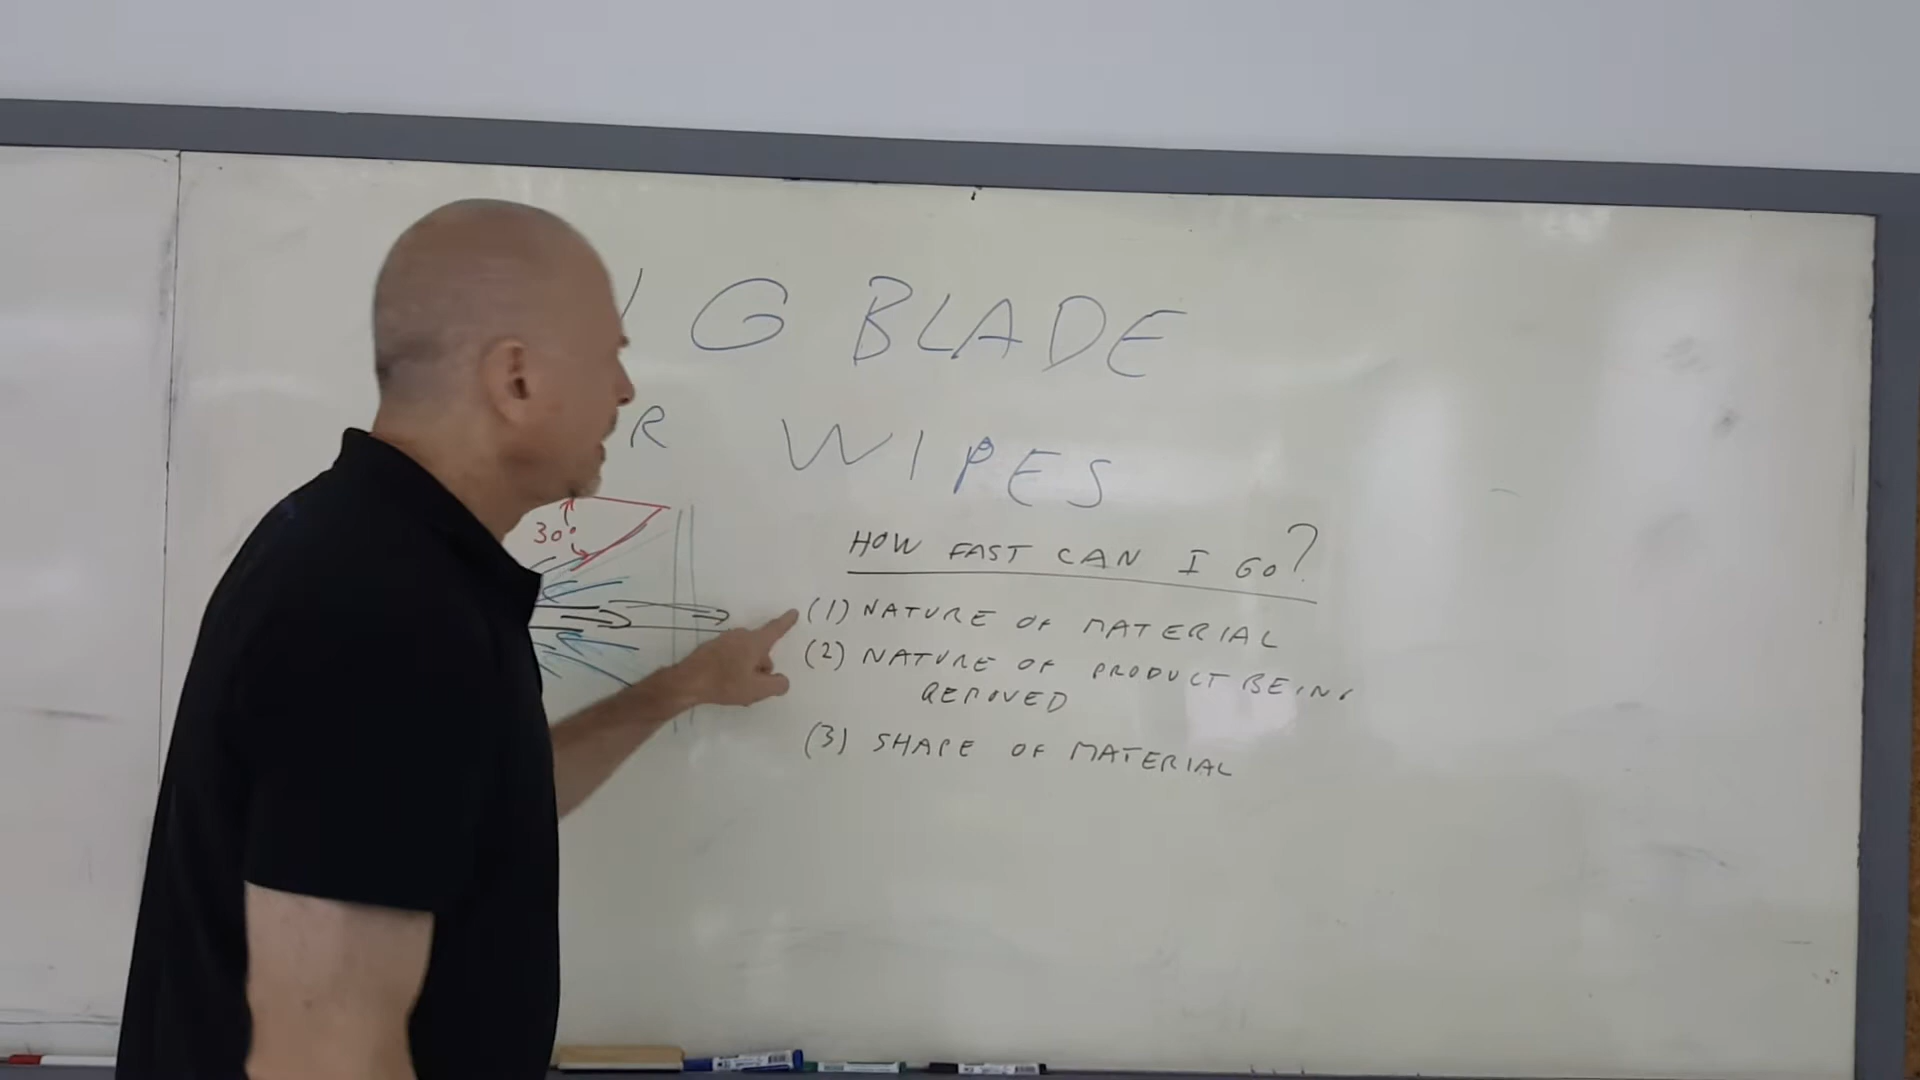 G BLADE
R WIPES
30°
HOW FAST CAN I GO?
(1) NATURE OF MATERIAL
(2) NATURE OF PRODUCT BEING
REMOVED
(3) SHAPE OF MATERIAL